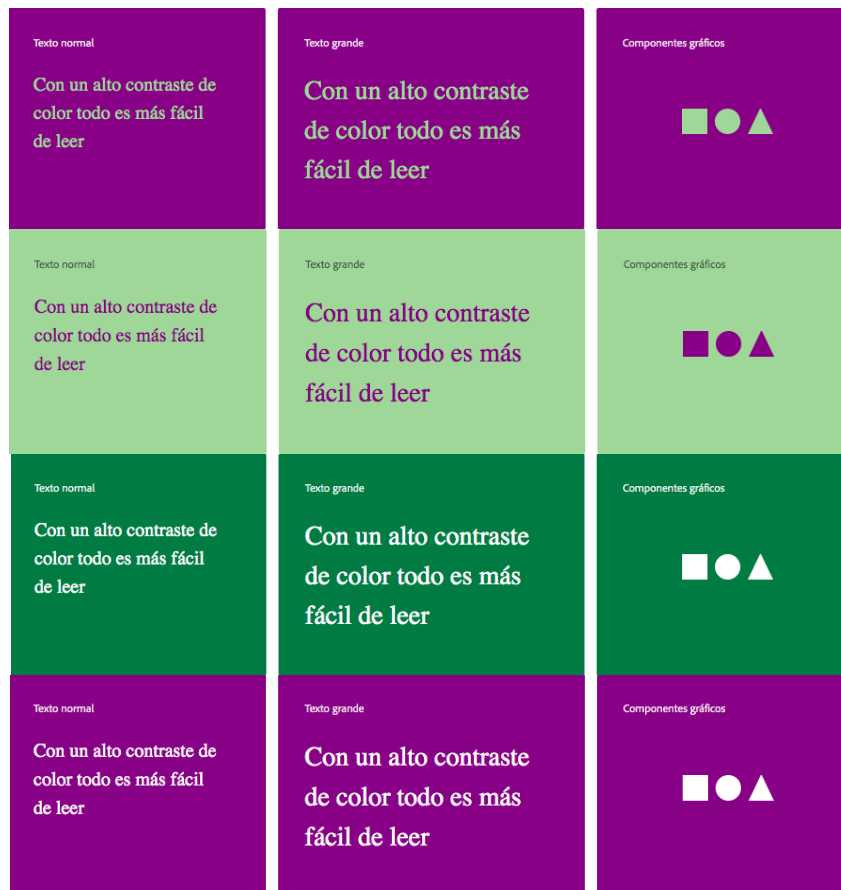 Texto normal
Con un alto contraste de
color todo es más fácil
de leer
Texto grande
Con un alto contraste
de color todo es más
fácil de leer
Componentes gráficos
Texto normal
Con un alto contraste de
color todo es más fácil
de leer
Texto grande
Con un alto contraste
de color todo es más
fácil de leer
Componentes gráficos
Texto normal
Con un alto contraste de
color todo es más fácil
de leer
Texto grande
Con un alto contraste
de color todo es más
fácil de leer
Componentes gráficos
Texto normal
Con un alto contraste de
color todo es más fácil
de leer
Texto grande
Con un alto contraste
de color todo es más
fácil de leer
Componentes gráficos